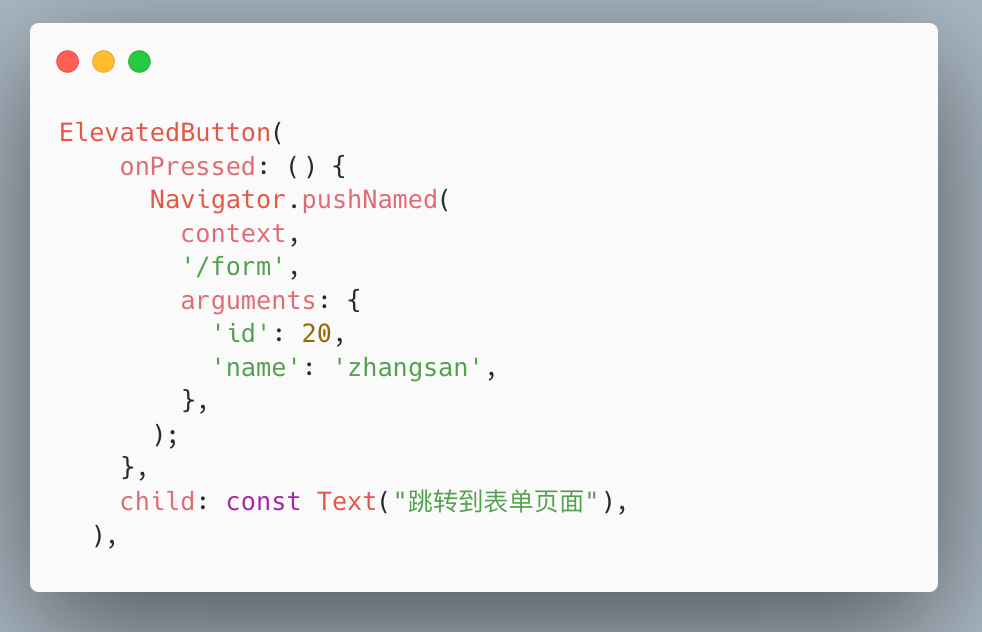 ElevatedButton(
    onPressed: () {
      Navigator.pushNamed(
        context,
        '/form',
        arguments: {
          'id': 20,
          'name': 'zhangsan',
        },
      );
    },
    child: const Text("跳转到表单页面"),
  ),